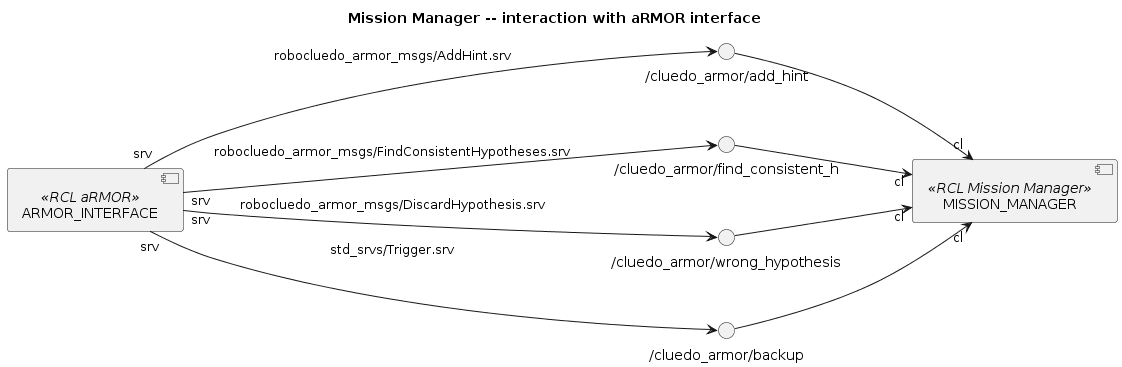 Mission Manager -- interaction with aRMOR interface
robocluedo_armor_msgs/AddHint.srv
/cluedo_armor/add_hint
srv
cl
robocluedo_armor_msgs/FindConsistentHypotheses.srv
/cluedo_armor/find_consistent_h
cl
«RCL aRMOR»
ARMOR_INTERFACE
«RCL Mission Manager»
MISSION_MANAGER
srv
robocluedo_armor_msgs/DiscardHypothesis.srv
srv
cl
/cluedo_armor/wrong_hypothesis
srv
cl
std_srvs/Trigger.srv
/cluedo_armor/backup